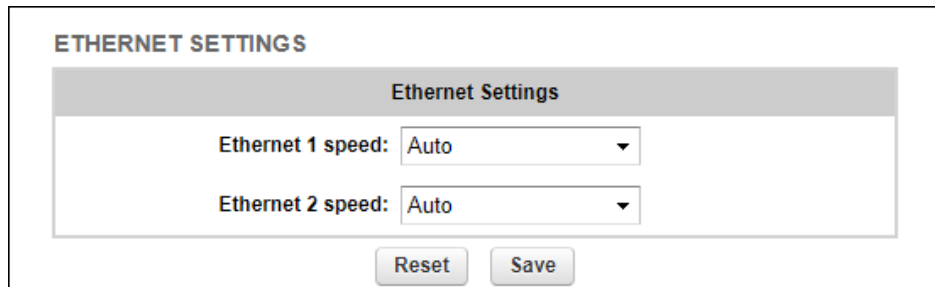 ETHERNET SETTINGS
Ethernet Settings
Ethernet 1 speed: Auto
Ethernet 2 speed: Auto
Reset Save